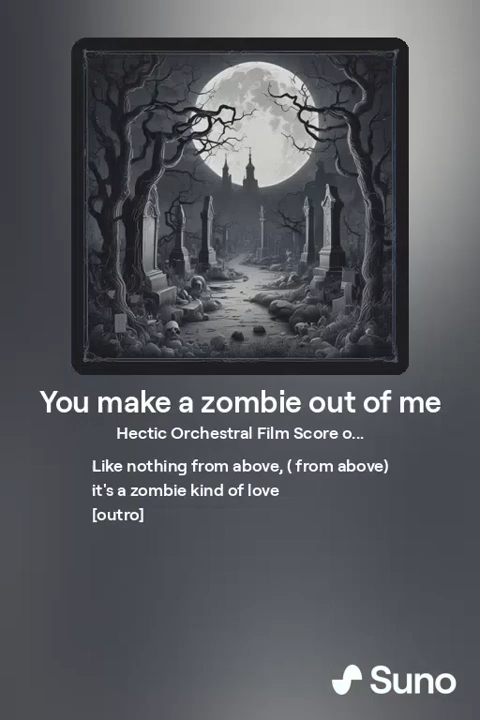 You make a zombie out of me
Hectic Orchestral Film Score o...
Like nothing from above, ( from above)
it's a zombie kind of love
[outro]
Suno